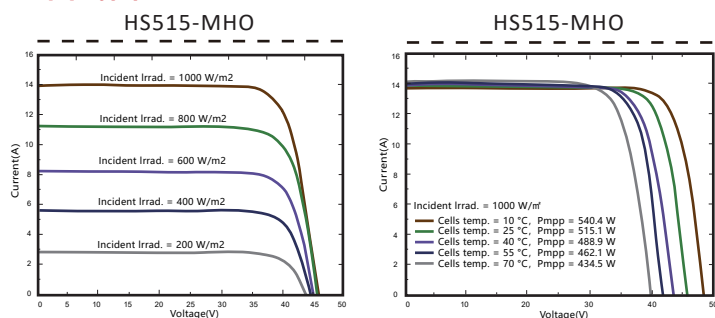 HS515-MHO
16
14
12
10
8
6
4
2
0
Current(A)
Incident Irrad. = 1000 W/m2
Incident Irrad. = 800 W/m2
Incident Irrad. = 600 W/m2
Incident Irrad. = 400 W/m2
Incident Irrad. = 200 W/m2
0 5 10 15 20 25 30 35 40 45 50
Voltage(V)
HS515-MHO
16
14
12
10
8
6
4
2
0
Current(A)
Incident Irrad. = 1000 W/㎡
Cells temp. = 10 °C, Pmpp = 540.4 W
Cells temp. = 25 °C, Pmpp = 515.1 W
Cells temp. = 40 °C, Pmpp = 488.9 W
Cells temp. = 55 °C, Pmpp = 462.1 W
Cells temp. = 70 °C, Pmpp = 434.5 W
0 10 20 30 40 50
Voltage(V)